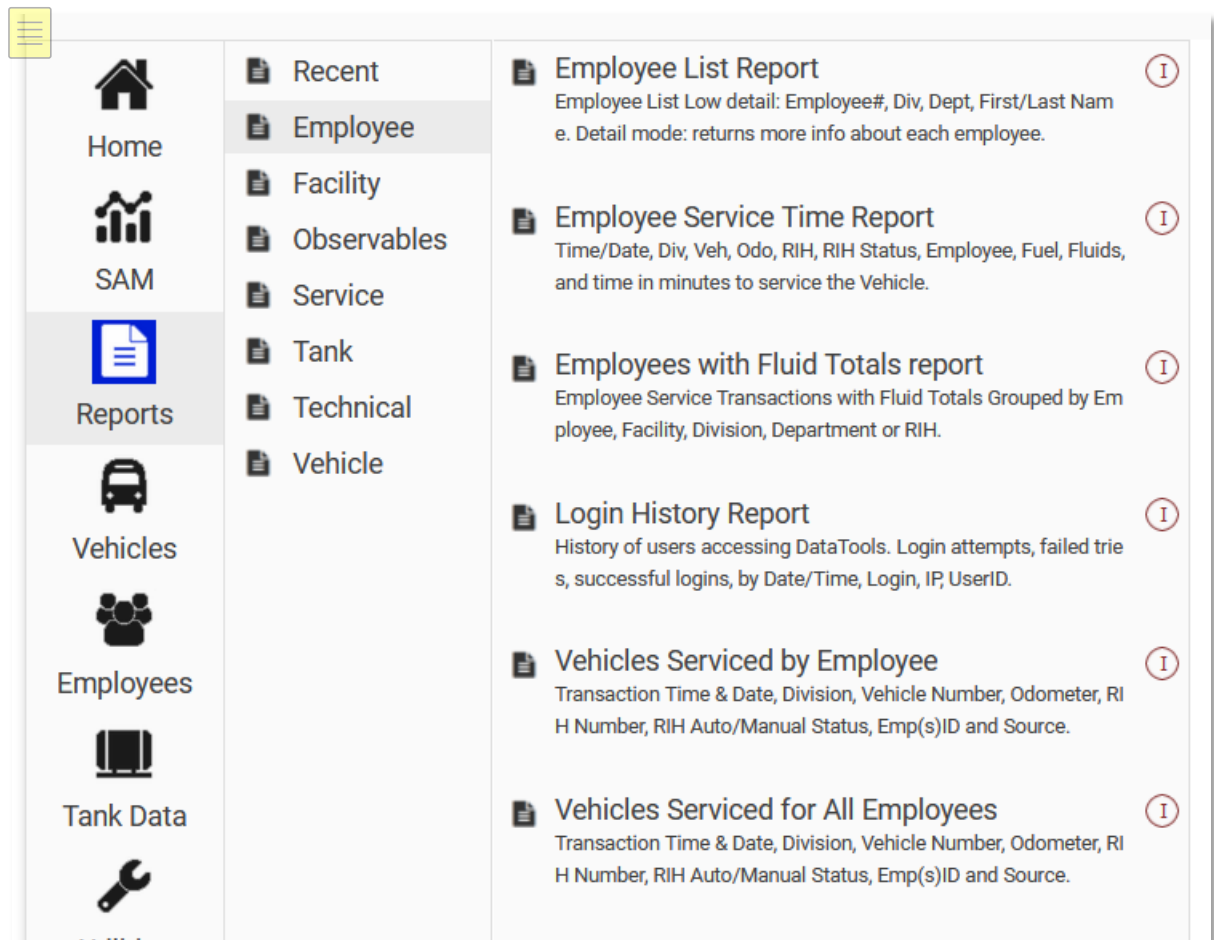 Home
SAM
Reports
Vehicles
Employees
Tank Data
Recent
Employee
Facility
Observables
Service
Tank
Technical
Vehicle
Employee List Report
Employee List Low detail: Employee#, Div, Dept, First/Last Nam
e. Detail mode: returns more info about each employee.
I
Employee Service Time Report
Time/Date, Div, Veh, Odo, RIH, RIH Status, Employee, Fuel, Fluids,
and time in minutes to service the Vehicle.
I
Employees with Fluid Totals report
Employee Service Transactions with Fluid Totals Grouped by Em
ployee, Facility, Division, Department or RIH.
I
Login History Report
History of users accessing DataTools. Login attempts, failed trie
s, successful logins, by Date/Time, Login, IP, UserID.
I
Vehicles Serviced by Employee
Transaction Time & Date, Division, Vehicle Number, Odometer, RI
H Number, RIH Auto/Manual Status, Emp(s)ID and Source.
I
Vehicles Serviced for All Employees
Transaction Time & Date, Division, Vehicle Number, Odometer, RI
H Number, RIH Auto/Manual Status, Emp(s)ID and Source.
I